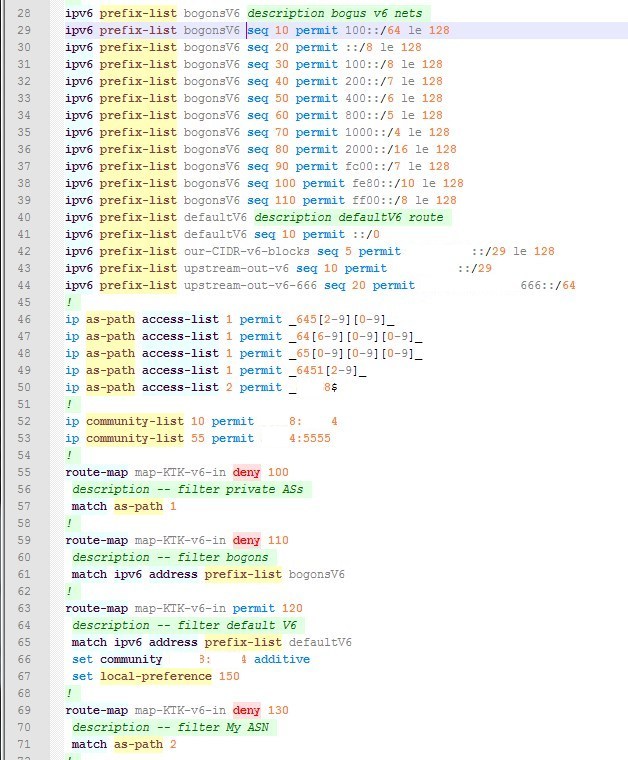 28 ipv6 prefix-list bogonsV6 description bogus v6 nets
29 ipv6 prefix-list bogonsV6 seq 10 permit 100::/64 le 128
30 ipv6 prefix-list bogonsV6 seq 20 permit ::/8 le 128
31 ipv6 prefix-list bogonsV6 seq 30 permit 100::/8 le 128
32 ipv6 prefix-list bogonsV6 seq 40 permit 200::/7 le 128
33 ipv6 prefix-list bogonsV6 seq 50 permit 400::/6 le 128
34 ipv6 prefix-list bogonsV6 seq 60 permit 800::/5 le 128
35 ipv6 prefix-list bogonsV6 seq 70 permit 1000::/4 le 128
36 ipv6 prefix-list bogonsV6 seq 80 permit 2000::/16 le 128
37 ipv6 prefix-list bogonsV6 seq 90 permit fc00::/7 le 128
38 ipv6 prefix-list bogonsV6 seq 100 permit fe80::/10 le 128
39 ipv6 prefix-list bogonsV6 seq 110 permit ff00::/8 le 128
40 ipv6 prefix-list defaultV6 description defaultV6 route
41 ipv6 prefix-list defaultV6 seq 10 permit ::/0
42 ipv6 prefix-list our-CIDR-v6-blocks seq 5 permit ::/29 le 128
43 ipv6 prefix-list upstream-out-v6 seq 10 permit ::/29
44 ipv6 prefix-list upstream-out-v6-666 seq 20 permit 666::/64
45 !
46 ip as-path access-list 1 permit _645[2-9][0-9]_
47 ip as-path access-list 1 permit _64[6-9][0-9][0-9]_
48 ip as-path access-list 1 permit _65[0-9][0-9][0-9]_
49 ip as-path access-list 1 permit _6451[2-9]_
50 ip as-path access-list 2 permit _ 8$
51 !
52 ip community-list 10 permit 8: 4
53 ip community-list 55 permit 4:5555
54 !
55 route-map map-KTK-v6-in deny 100
56 description -- filter private ASs
57 match as-path 1
58 !
59 route-map map-KTK-v6-in deny 110
60 description -- filter bogons
61 match ipv6 address prefix-list bogonsV6
62 !
63 route-map map-KTK-v6-in permit 120
64 description -- filter default V6
65 match ipv6 address prefix-list defaultV6
66 set community 8: 4 additive
67 set local-preference 150
68 !
69 route-map map-KTK-v6-in deny 130
70 description -- filter My ASN
71 match as-path 2